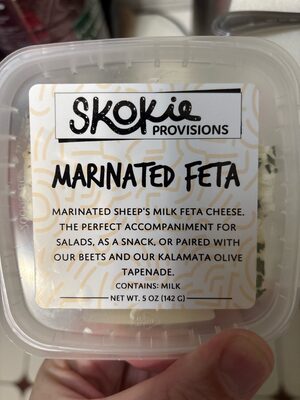 SKOKie
PROVISIONS
MARINATED FETA
MARINATED SHEEP'S MILK FETA CHEESE.
THE PERFECT ACCOMPANIMENT FOR
SALADS, AS A SNACK, OR PAIRED WITH
OUR BEETS AND OUR KALAMATA OLIVE
TAPENADE.
CONTAINS: MILK
NET WT. 5 OZ (142 G)